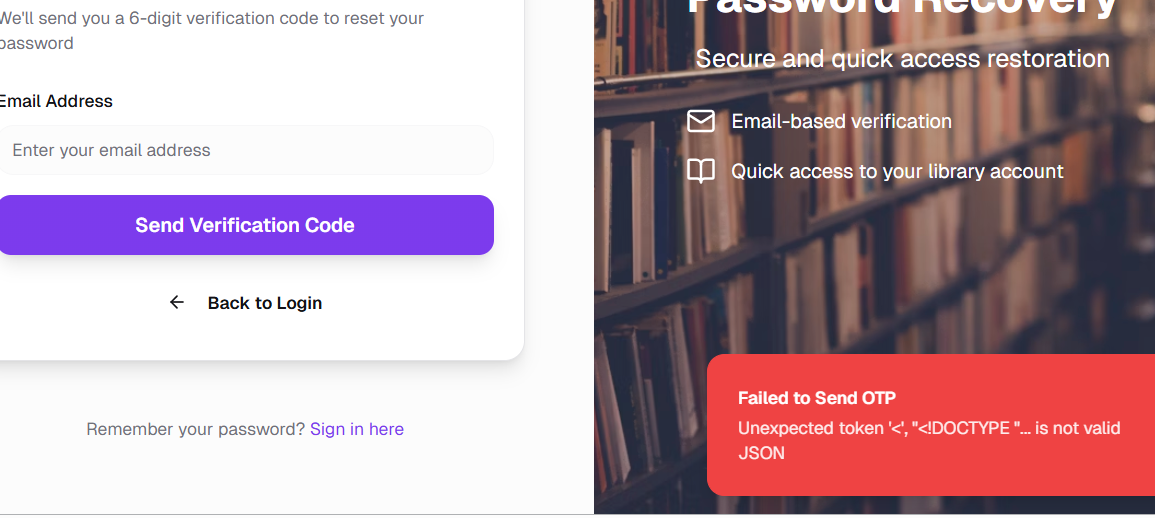 We'll send you a 6-digit verification code to reset your
password
Email Address
Enter your email address
Send Verification Code
Back to Login
Remember your password? Sign in here
Password Recovery
Secure and quick access restoration
Email-based verification
Quick access to your library account
Failed to Send OTP
Unexpected token '<', "<!DOCTYPE "... is not valid
JSON